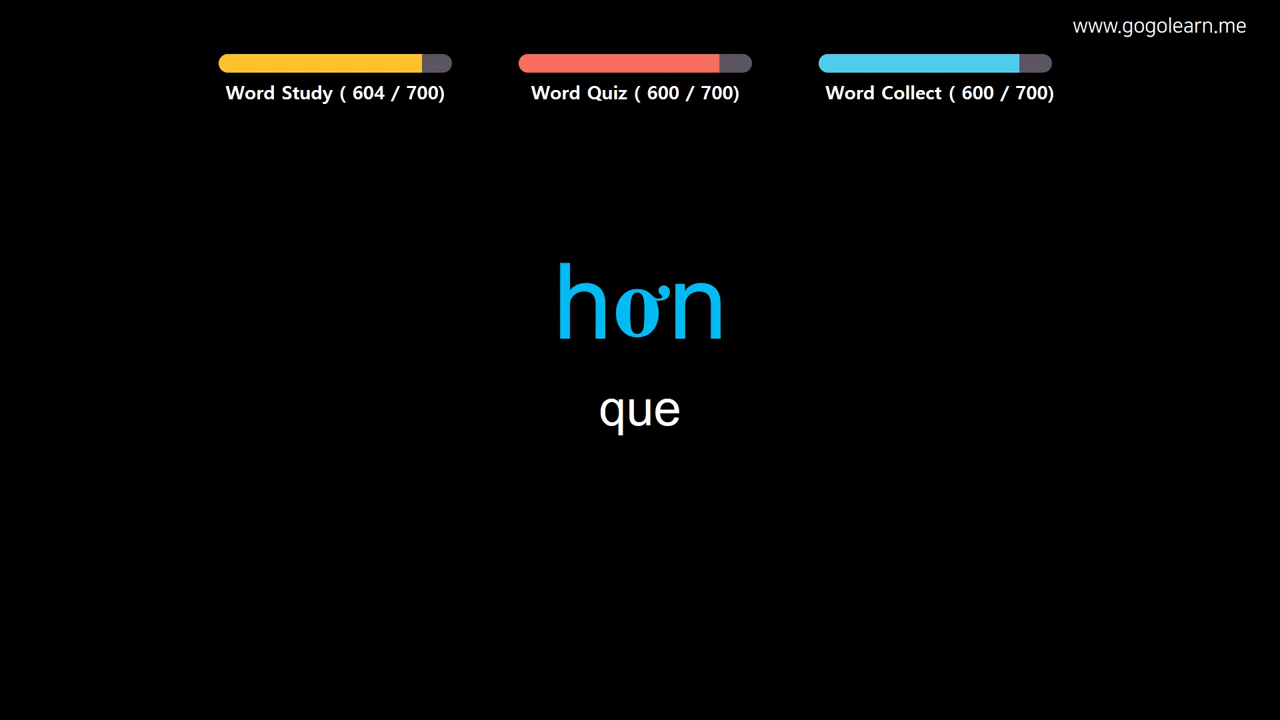 www.gogolearn.me
Word Study ( 604 / 700)
Word Quiz ( 600 / 700)
Word Collect ( 600 / 700)
hơn
que